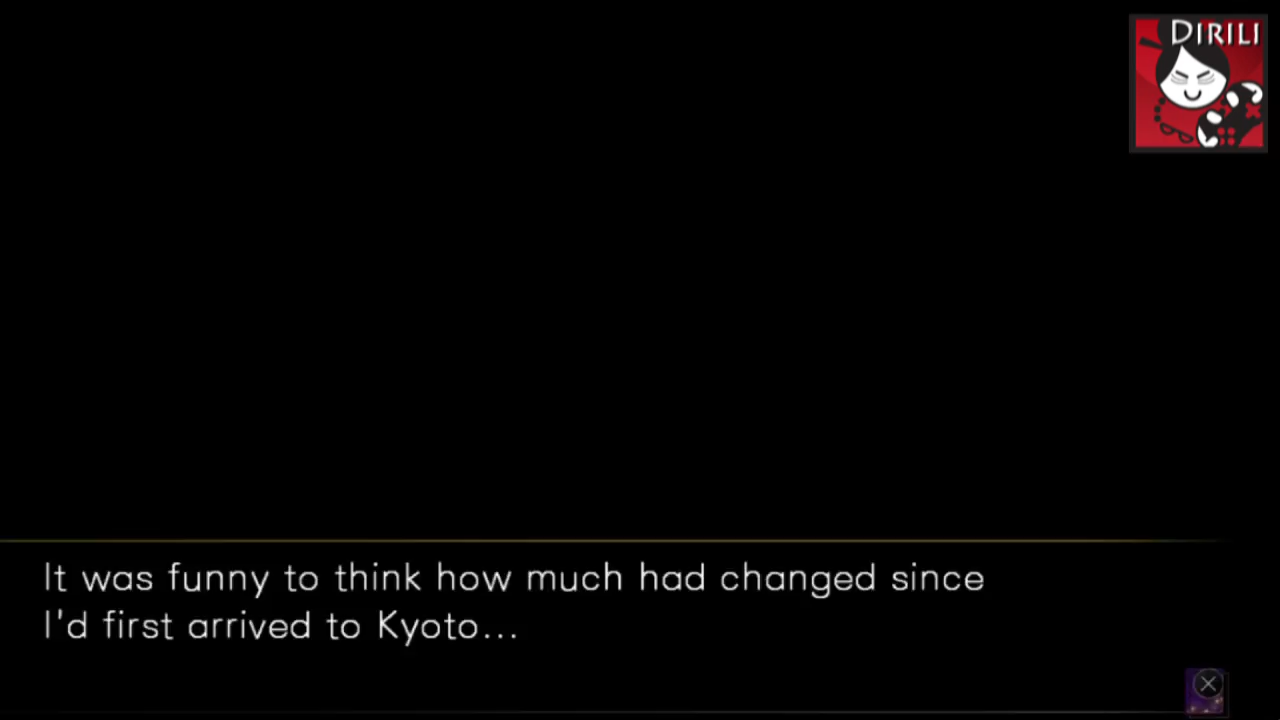 DIRILI
It was funny to think how much had changed since
I'd first arrived to Kyoto...